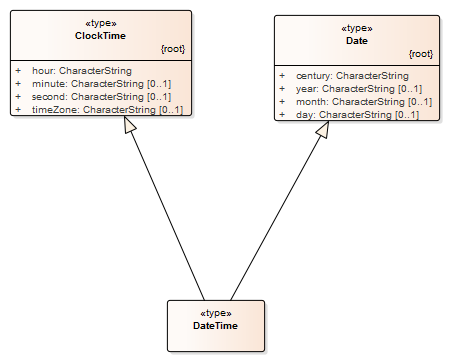 «type»
ClockTime
{root}
+ hour: CharacterString
+ minute: CharacterString [0..1]
+ second: CharacterString [0..1]
+ timeZone: CharacterString [0..1]
«type»
Date
{root}
+ century: CharacterString
+ year: CharacterString [0..1]
+ month: CharacterString [0..1]
+ day: CharacterString [0..1]
«type»
DateTime